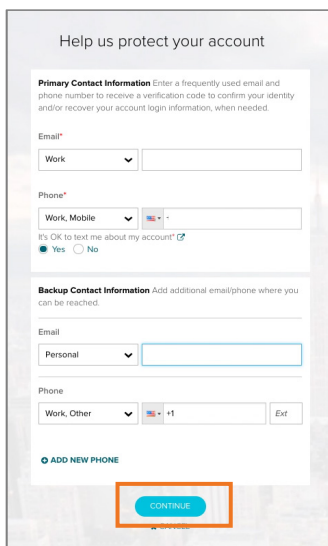 Help us protect your account
Primary Contact Information Enter a frequently used email and
phone number to receive a verification code to confirm your identity
and/or recover your account login information, when needed.
Email*
Work
Phone*
Work, Mobile
It's OK to text me about my account*
Yes No
Backup Contact Information Add additional email/phone where you
can be reached.
Email
Personal
Phone
Work, Other +1 Ext
ADD NEW PHONE
CONTINUE